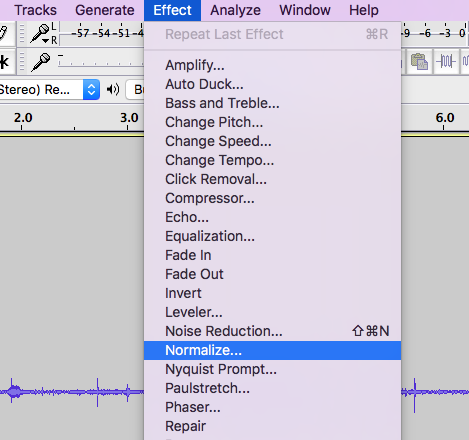 Tracks Generate Effect Analyze Window Help
L
R
-57 -54 -51 -4
-9 -6 -3 0
Repeat Last Effect ⌘R
Amplify...
Stereo) Re...
Auto Duck...
Bass and Treble...
2.0 3.0 6.0
Change Pitch...
Change Speed...
Change Tempo...
Click Removal...
Compressor...
Echo...
Equalization...
Fade In
Fade Out
Invert
Leveler...
Noise Reduction... ⇧⌘N
Normalize...
Nyquist Prompt...
Paulstretch...
Phaser...
Repair